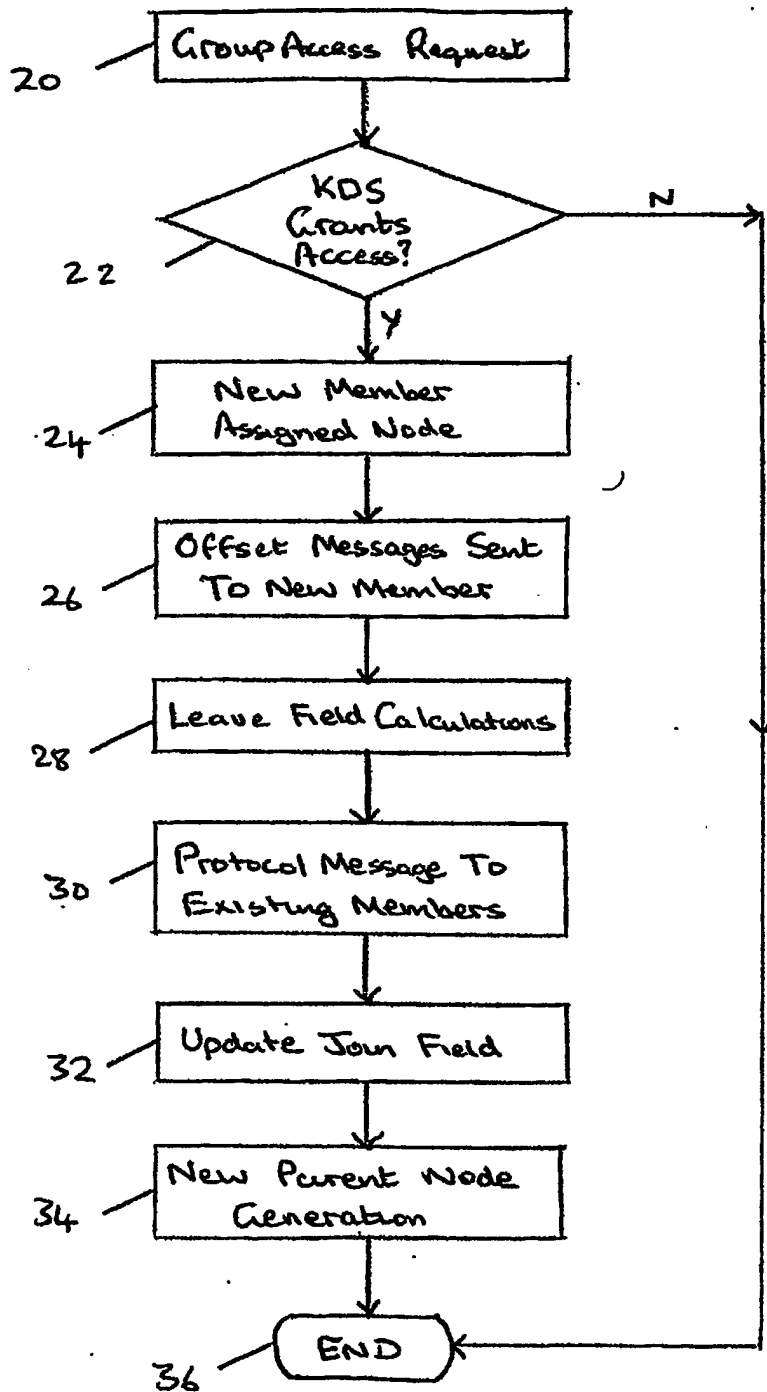 Group Access Request
20
KDS
Grants
Access?
N
22
Y
New Member
Assigned Node
24
Offset Messages Sent
To New Member
26
Leave Field Calculations
28
Protocol Message To
Existing Members
30
Update Join Field
32
New Parent Node
Generation
34
END
36